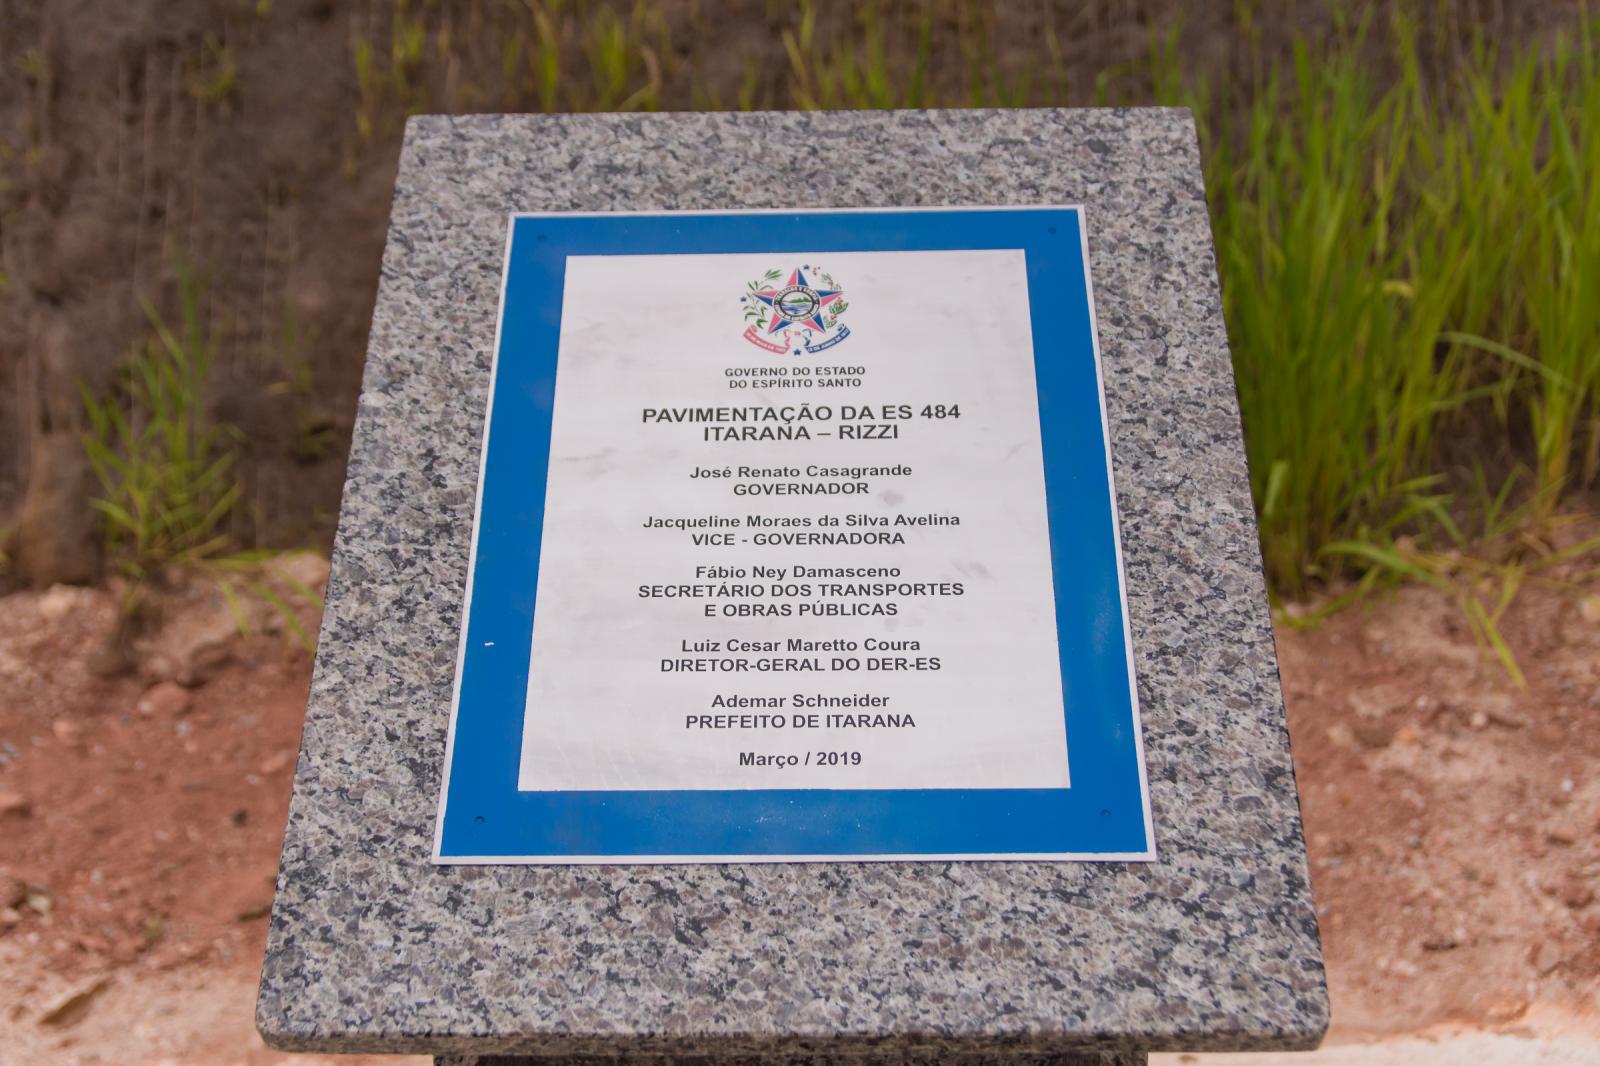 GOVERNO DO ESTADO
DO ESPÍRITO SANTO
PAVIMENTAÇÃO DA ES 484
ITARANA – RIZZI
José Renato Casagrande
GOVERNADOR
Jacqueline Moraes da Silva Avelina
VICE - GOVERNADORA
Fábio Ney Damasceno
SECRETÁRIO DOS TRANSPORTES
E OBRAS PÚBLICAS
Luiz Cesar Maretto Coura
DIRETOR-GERAL DO DER-ES
Ademar Schneider
PREFEITO DE ITARANA
Março / 2019